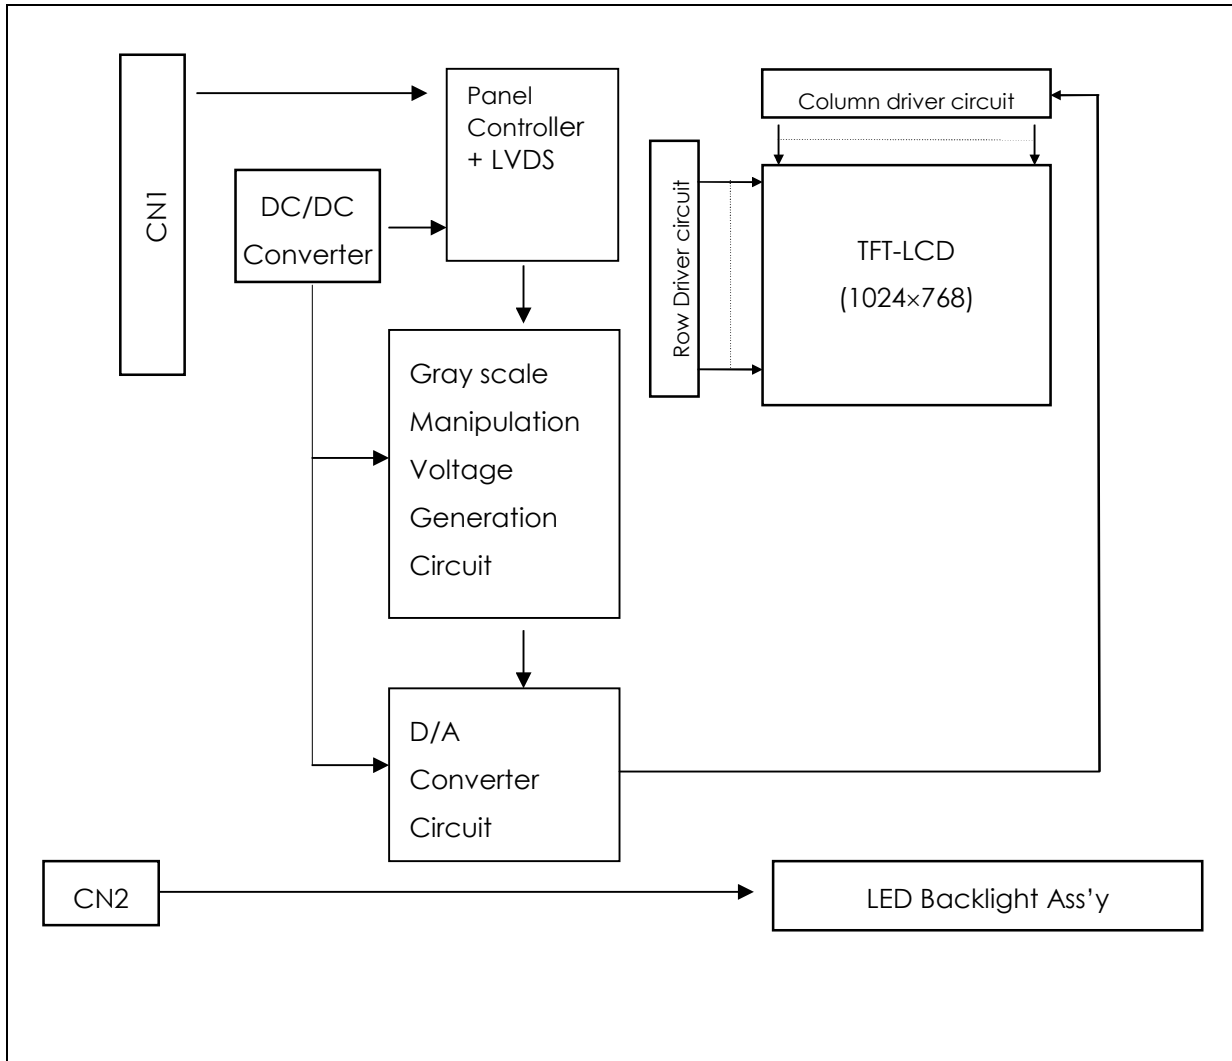 CN1
Panel
Controller
+ LVDS
DC/DC
Converter
Gray scale
Manipulation
Voltage
Generation
Circuit
D/A
Converter
Circuit
Column driver circuit
Row Driver circuit
TFT-LCD
(1024×768)
CN2
LED Backlight Ass’y